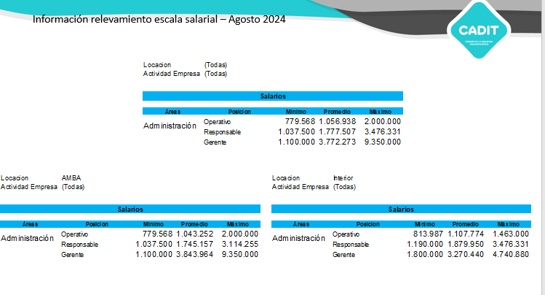 Información relevamiento escala salarial – Agosto 2024
CADIT
Locacion (Todas)
Actividad Empresa (Todas)
Salarios
Áreas Posicion Minimo Promedio Máximo
Administración Operativo 779.568 1.056.938 2.000.000
Responsable 1.037.500 1.777.507 3.476.331
Gerente 1.100.000 3.772.273 9.350.000
Locacion AMBA
Actividad Empresa (Todas)
Salarios
Áreas Posicion Minimo Promedio Máximo
Administración Operativo 779.568 1.043.252 2.000.000
Responsable 1.037.500 1.745.157 3.114.255
Gerente 1.100.000 3.843.964 9.350.000
Locacion Interior
Actividad Empresa (Todas)
Salarios
Áreas Posicion Minimo Promedio Máximo
Administración Operativo 813.987 1.107.774 1.463.000
Responsable 1.190.000 1.879.950 3.476.331
Gerente 1.800.000 3.270.440 4.740.880